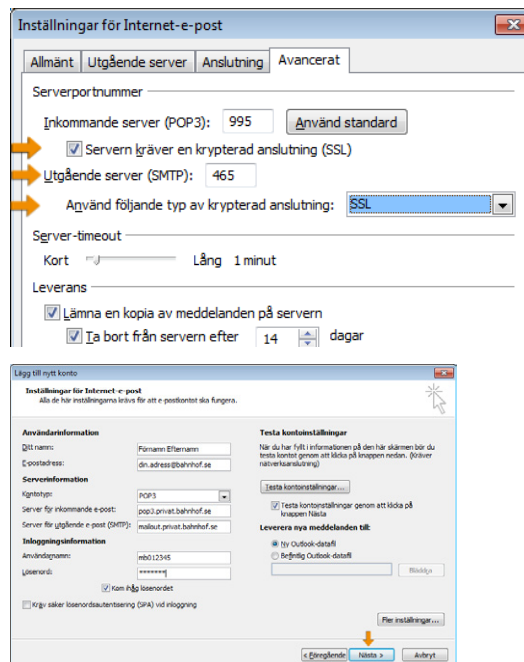 Inställningar för Internet-e-post
Allmänt Utgående server Anslutning Avancerat
Serverportnummer
Inkommande server (POP3): 995 Använd standard
Servern kräver en krypterad anslutning (SSL)
Utgående server (SMTP): 465
Använd följande typ av krypterad anslutning: SSL
Server-timeout
Kort Lång 1 minut
Leverans
Lämna en kopia av meddelanden på servern
Ta bort från servern efter 14 dagar
Lägg till nytt konto
Inställningar för Internet-e-post
Alla de här inställningarna krävs för att e-postkontot ska fungera.
Användarinformation
Ditt namn: Förnamn Efternamn
E-postadress: din.adress@bahnhof.se
Serverinformation
Kontotyp: POP3
Server för inkommande e-post: pop3.privat.bahnhof.se
Server för utgående e-post (SMTP): mailout.privat.bahnhof.se
Inloggningsinformation
Användarnamn: mb012345
Lösenord: *******
Kom ihåg lösenordet
Kräv säker lösenordsautentisering (SPA) vid inloggning
Testa kontoinställningar
När du har fyllt i informationen på den här skärmen bör du
testa kontot genom att klicka på knappen nedan. (Kräver
nätverksanslutning)
Testa kontoinställningar...
Testa kontoinställningar genom att klicka på
knappen Nästa
Leverera nya meddelanden till:
Ny Outlook-datafil
Befintlig Outlook-datafil
Bläddra
Fler inställningar...
< Föregående Nästa > Avbryt